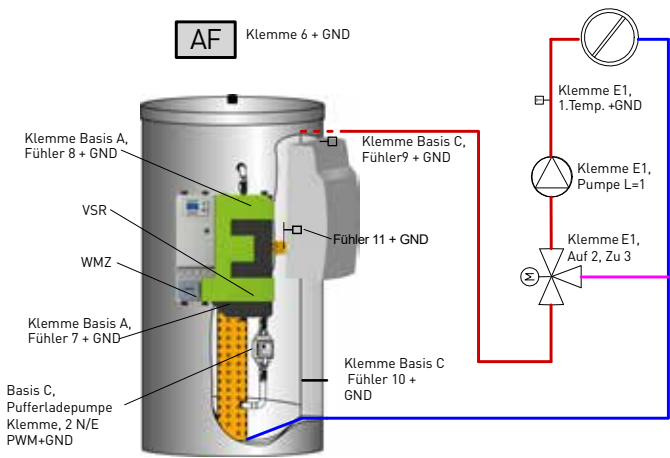 AF
Klemme 6 + GND
Klemme E1,
1.Temp. +GND
Klemme Basis A,
Fühler 8 + GND
Klemme Basis C,
Fühler9 + GND
Klemme E1,
Pumpe L=1
VSR
Fühler 11 + GND
Klemme E1,
Auf 2, Zu 3
WMZ
M
Klemme Basis A,
Fühler 7 + GND
Klemme Basis C
Fühler 10 +
GND
Basis C,
Pufferladepumpe
Klemme, 2 N/E
PWM+GND